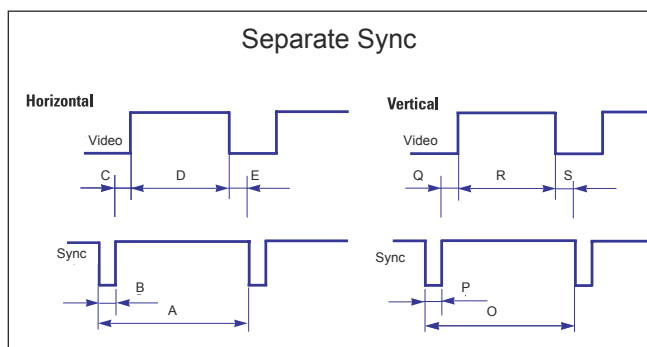 Separate Sync
Horizontal
Vertical
Video
Video
C
D
E
Q
R
S
Sync
Sync
B
P
A
O